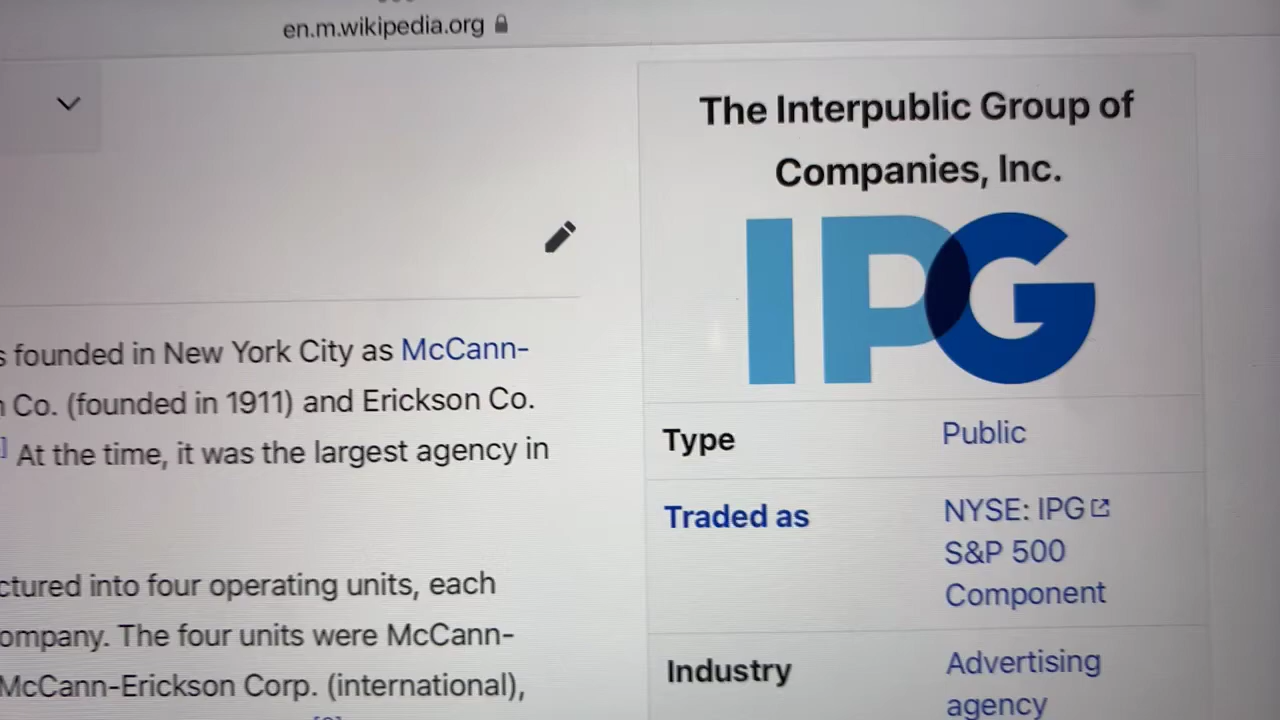 en.m.wikipedia.org
The Interpublic Group of
Companies, Inc.
IPG
founded in New York City as McCann-
Co. (founded in 1911) and Erickson Co.
] At the time, it was the largest agency in
ctured into four operating units, each
ompany. The four units were McCann-
McCann-Erickson Corp. (international),
Type Public
Traded as NYSE: IPG
S&P 500
Component
Industry Advertising
agency